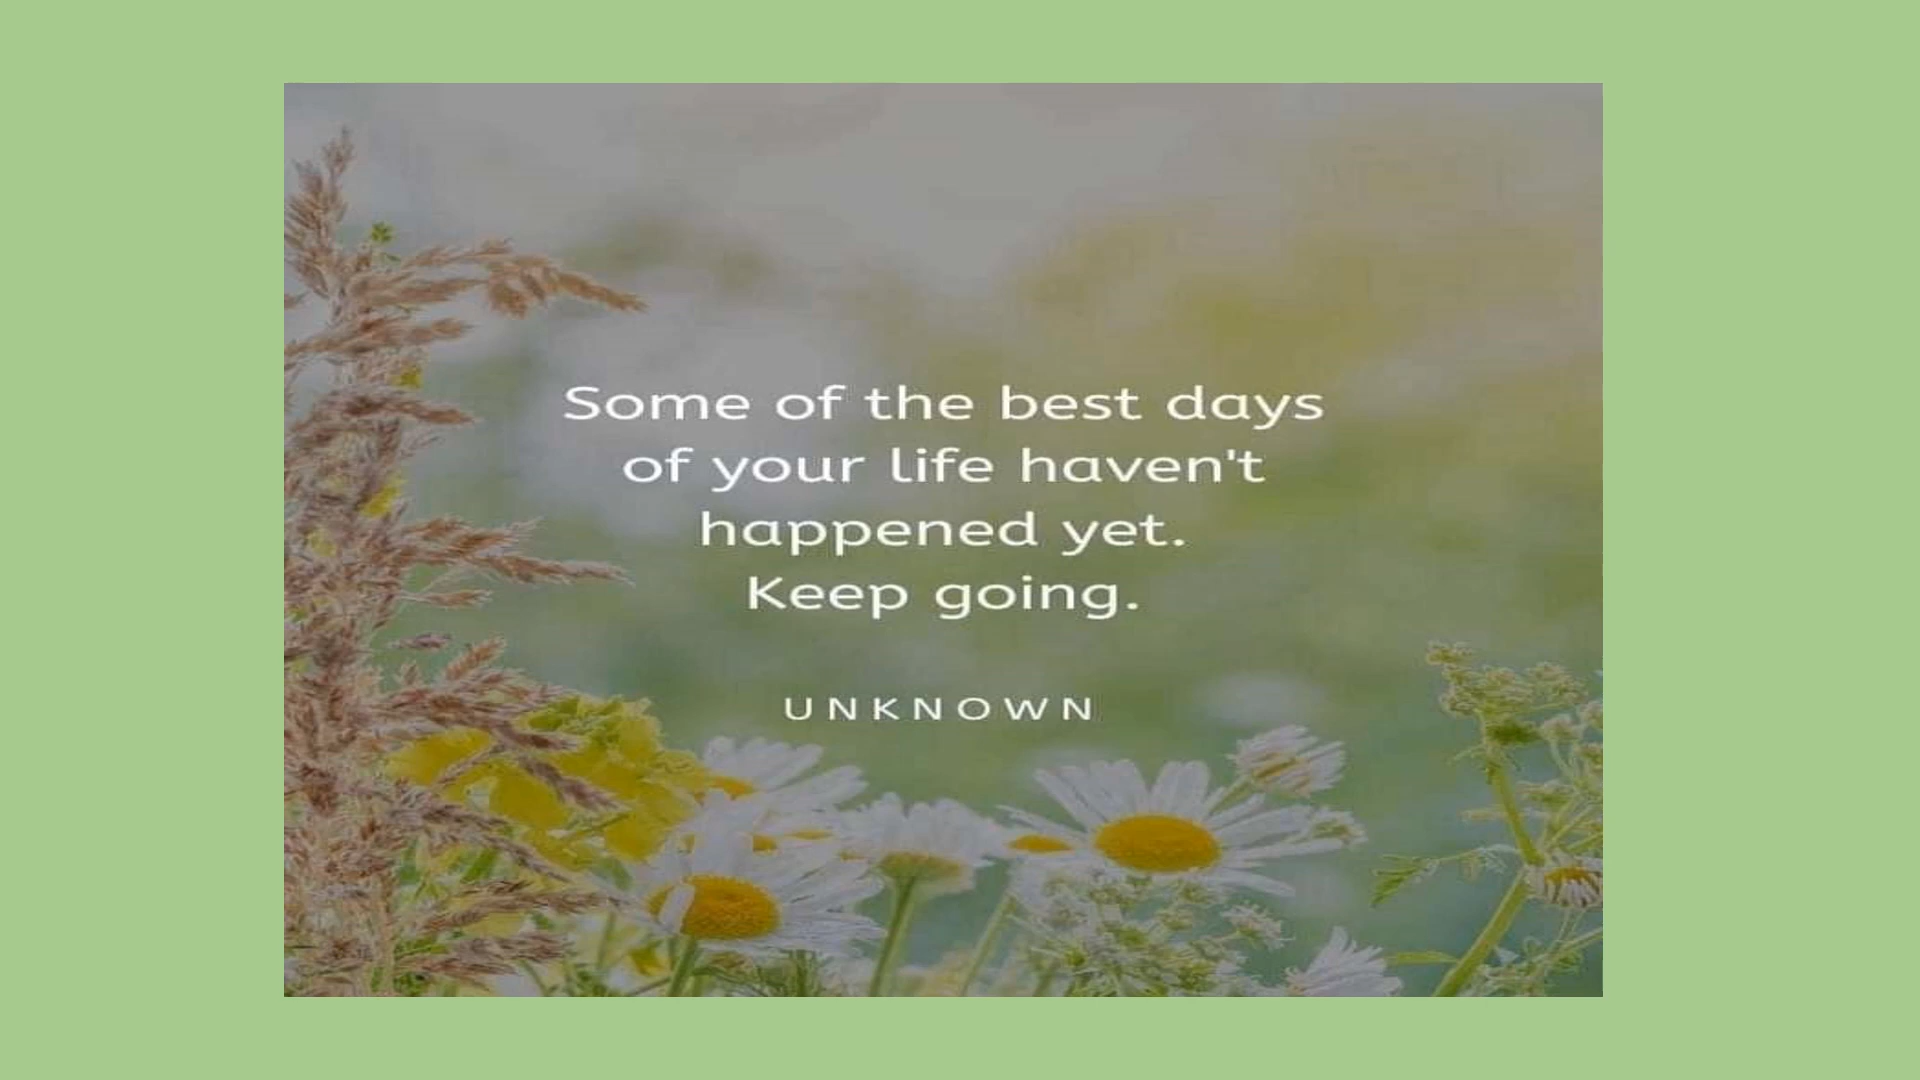 Some of the best days
of your life haven't
happened yet.
Keep going.
UNKNOWN